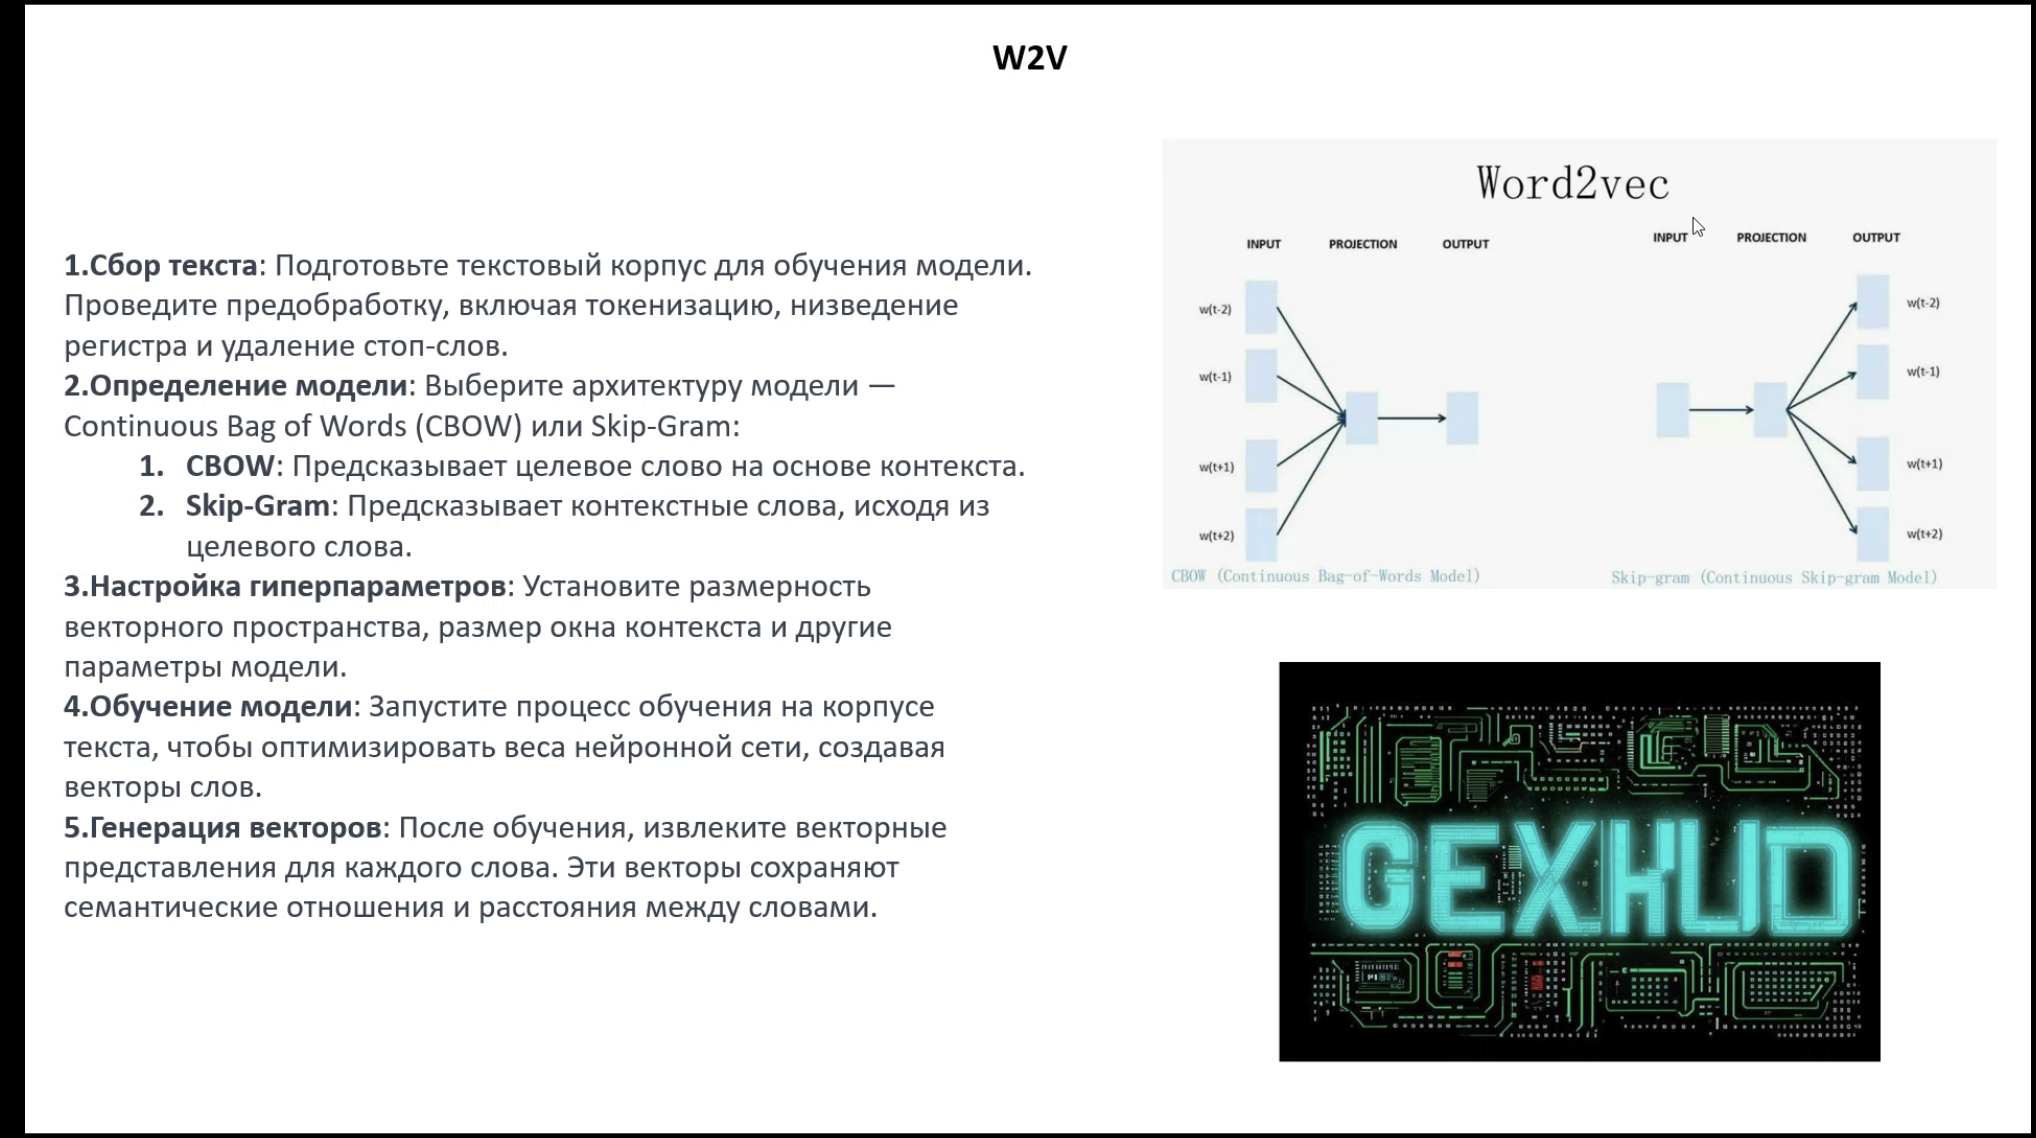 W2V
1.Сбор текста: Подготовьте текстовый корпус для обучения модели.
Проведите предобработку, включая токенизацию, низведение
регистра и удаление стоп-слов.
2.Определение модели: Выберите архитектуру модели —
Continuous Bag of Words (CBOW) или Skip-Gram:
1. CBOW: Предсказывает целевое слово на основе контекста.
2. Skip-Gram: Предсказывает контекстные слова, исходя из
целевого слова.
3.Настройка гиперпараметров: Установите размерность
векторного пространства, размер окна контекста и другие
параметры модели.
4.Обучение модели: Запустите процесс обучения на корпусе
текста, чтобы оптимизировать веса нейронной сети, создавая
векторы слов.
5.Генерация векторов: После обучения, извлеките векторные
представления для каждого слова. Эти векторы сохраняют
семантические отношения и расстояния между словами.
Word2vec
INPUT PROJECTION OUTPUT
w(t-2)
w(t-1)
w(t+1)
w(t+2)
CBOW (Continuous Bag-of-Words Model)
INPUT PROJECTION OUTPUT
w(t-2)
w(t-1)
w(t+1)
w(t+2)
Skip-gram (Continuous Skip-gram Model)